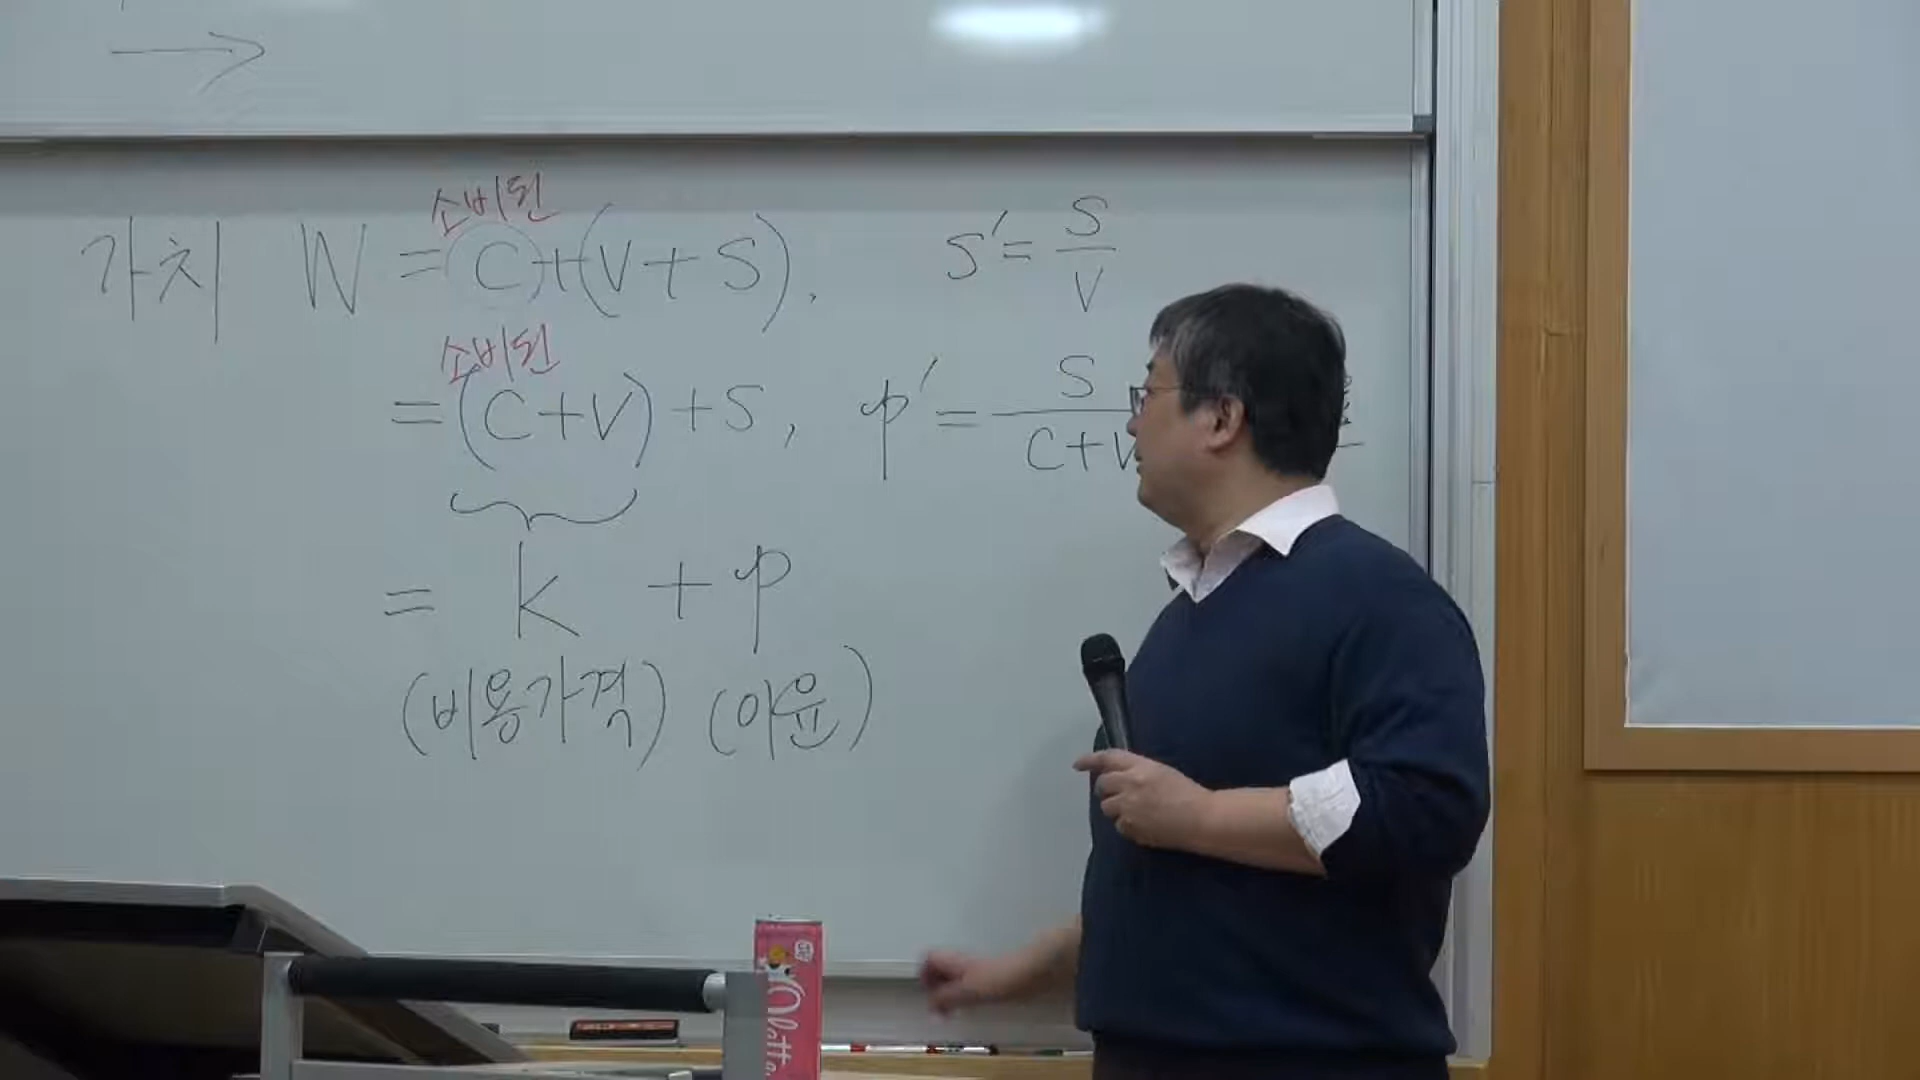 소비된
가치 W = C + (V + S). S′ = S/V
소비된
= (C + V) + S, p′ = S/(C+V
= k + p
(비용가격) (이윤)